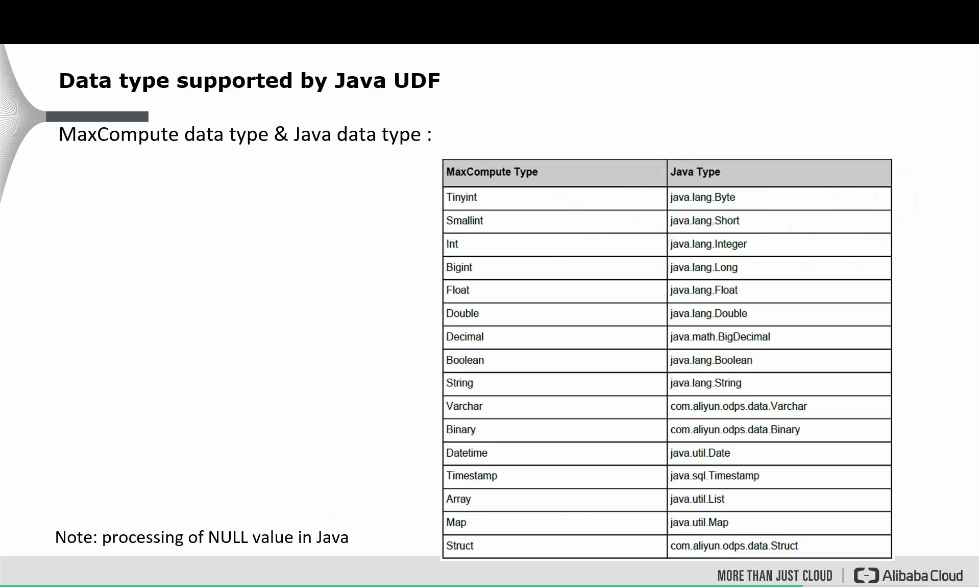 Data type supported by Java UDF
MaxCompute data type & Java data type :
MaxCompute Type Java Type
Tinyint java.lang.Byte
Smallint java.lang.Short
Int java.lang.Integer
Bigint java.lang.Long
Float java.lang.Float
Double java.lang.Double
Decimal java.math.BigDecimal
Boolean java.lang.Boolean
String java.lang.String
Varchar com.aliyun.odps.data.Varchar
Binary com.aliyun.odps.data.Binary
Datetime java.util.Date
Timestamp java.sql.Timestamp
Array java.util.List
Map java.util.Map
Struct com.aliyun.odps.data.Struct
Note: processing of NULL value in Java
MORE THAN JUST CLOUD | Alibaba Cloud